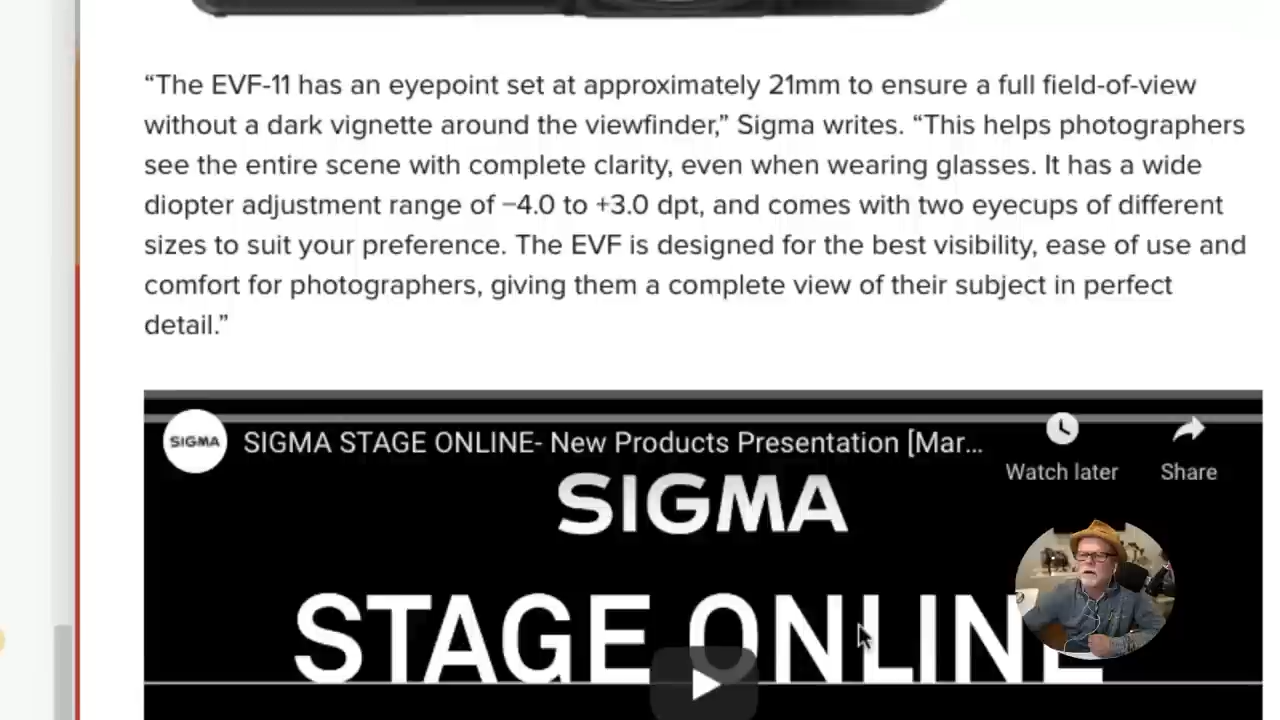 “The EVF-11 has an eyepoint set at approximately 21mm to ensure a full field-of-view
without a dark vignette around the viewfinder,” Sigma writes. “This helps photographers
see the entire scene with complete clarity, even when wearing glasses. It has a wide
diopter adjustment range of −4.0 to +3.0 dpt, and comes with two eyecups of different
sizes to suit your preference. The EVF is designed for the best visibility, ease of use and
comfort for photographers, giving them a complete view of their subject in perfect
detail.”
SIGMA
SIGMA STAGE ONLINE- New Products Presentation [Mar...
Watch later
Share
SIGMA
STAGE ONLINE